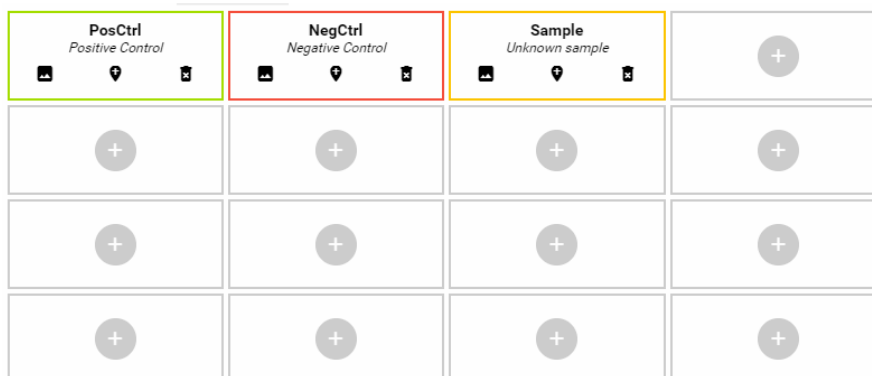 PosCtrl
Positive Control
NegCtrl
Negative Control
Sample
Unknown sample